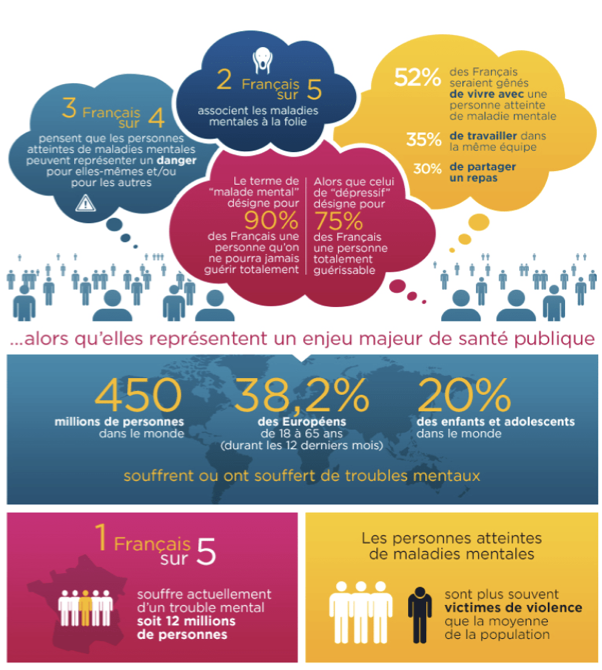 3 Français
sur 4
pensent que les personnes
atteintes de maladies mentales
peuvent représenter un danger
pour elles-mêmes et/ou
pour les autres
2 Français
sur 5
associent les maladies
mentales à la folie
52% des Français
seraient gênés
de vivre avec une
personne atteinte
de maladie mentale
35% de travailler dans
la même équipe
30% de partager
un repas
Le terme de
"malade mental"
désigne pour
90%
des Français une
personne qu'on
ne pourra jamais
guérir totalement
Alors que celui
de "dépressif"
désigne pour
75%
des Français
une personne
totalement
guérissable
...alors qu'elles représentent un enjeu majeur de santé publique
450
millions de personnes
dans le monde
38,2%
des Européens
de 18 à 65 ans
(durant les 12 derniers mois)
20%
des enfants et adolescents
dans le monde
souffrent ou ont souffert de troubles mentaux
1 Français
sur 5
souffre actuellement
d'un trouble mental
soit 12 millions
de personnes
Les personnes atteintes
de maladies mentales
sont plus souvent
victimes de violence
que la moyenne
de la population